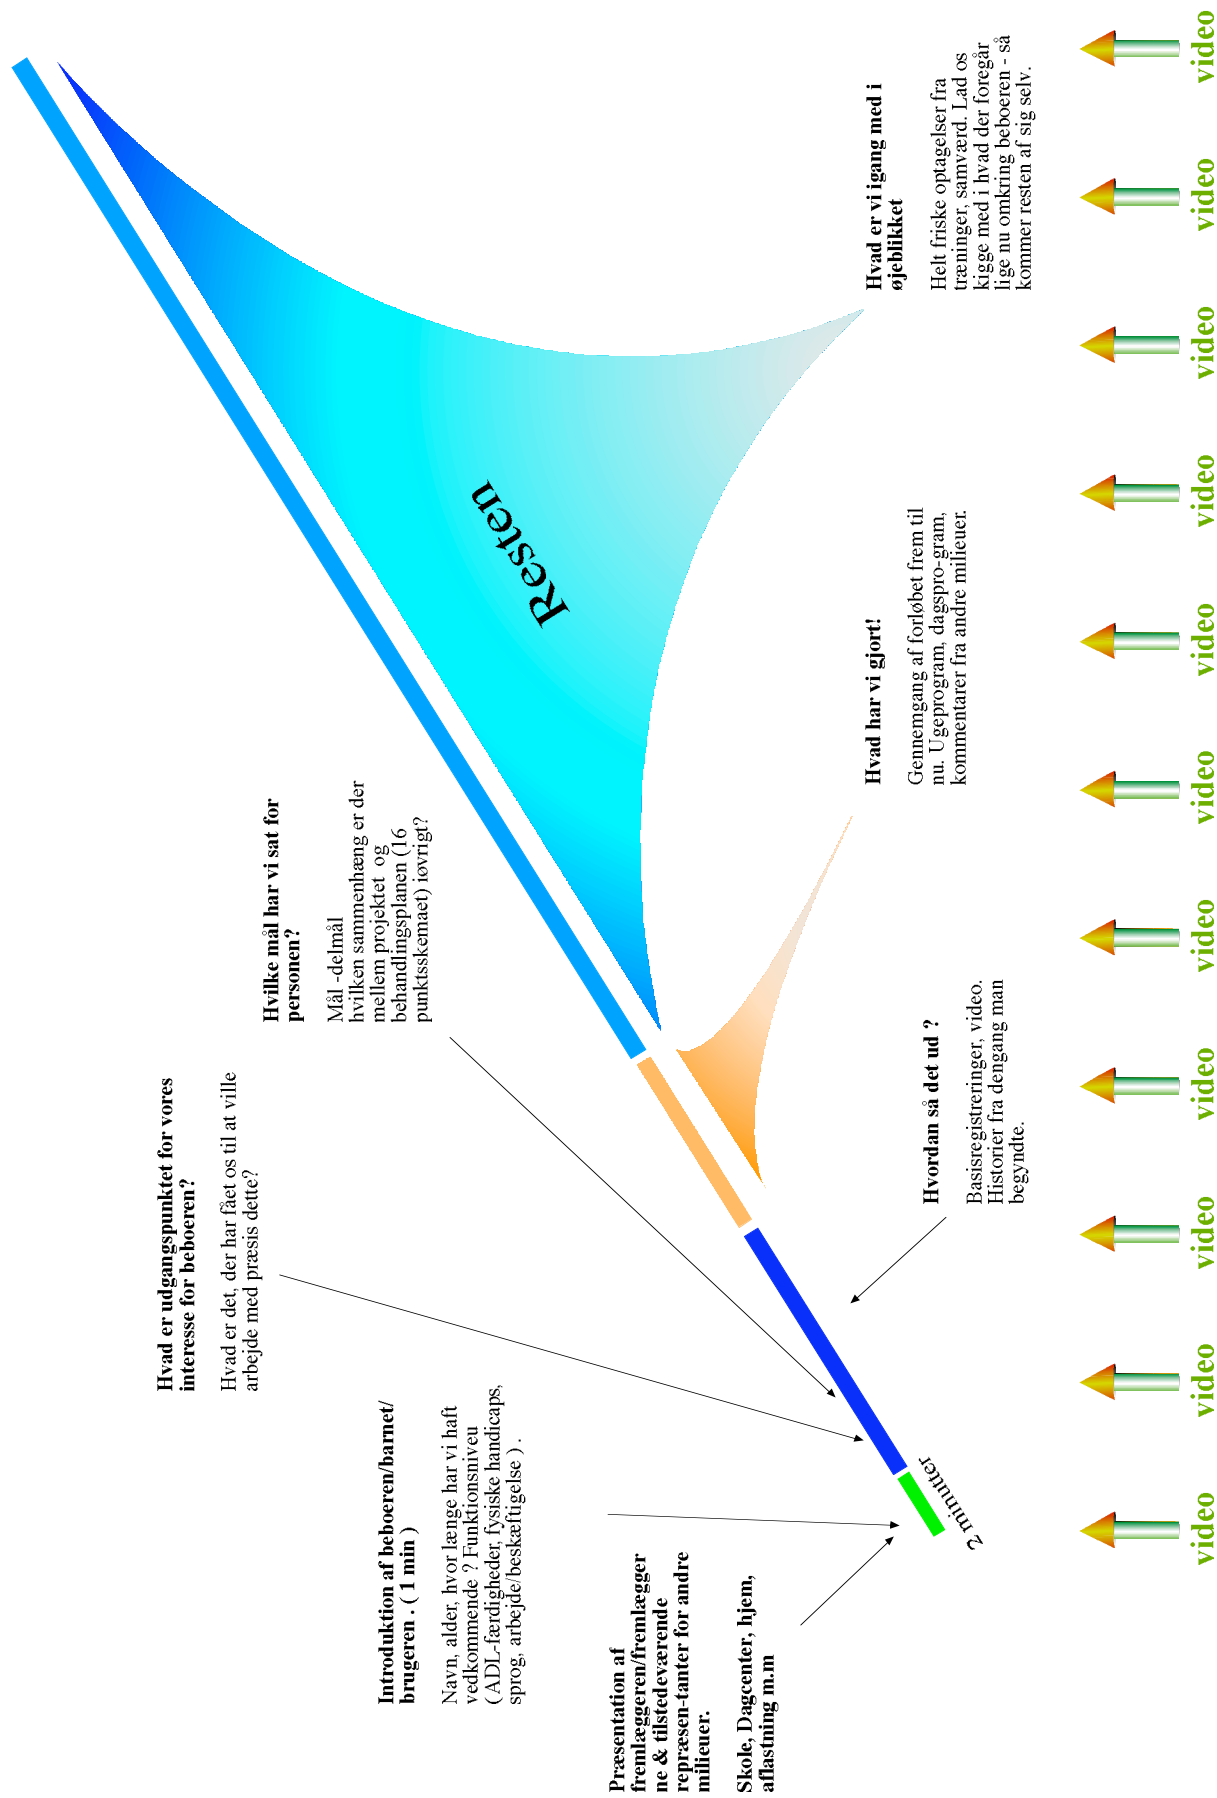 Præsentation af
fremlæggeren/fremlægger
ne & tilstedeværende
repræsen-tanter for andre
milieuer.
Skole, Dagcenter, hjem,
aflastning m.m
Introduktion af beboeren/barnet/
brugeren . ( 1 min )
Navn, alder, hvor længe har vi haft
vedkommende ? Funktionsniveu
( ADL-færdigheder, fysiske handicaps,
sprog, arbejde/beskæftigelse ) .
Hvad er udgangspunktet for vores
interesse for beboeren?
Hvad er det, der har fået os til at ville
arbejde med præsis dette?
Hvilke mål har vi sat for
personen?
Mål -delmål
hvilken sammenhæng er der
mellem projektet og
behandlingsplanen (16
punktsskemaet) iøvrigt?
2 minutter
Hvordan så det ud ?
Basisregistreringer, video.
Historier fra dengang man
begyndte.
Hvad har vi gjort!
Gennemgang af forløbet frem til
nu. Ugeprogram, dagspro-gram,
kommentarer fra andre milieuer.
Resten
Hvad er vi igang med i
øjeblikket
Helt friske optagelser fra
træninger, samværd. Lad os
kigge med i hvad der foregår
lige nu omkring beboeren - så
kommer resten af sig selv.
video
video
video
video
video
video
video
video
video
video
video